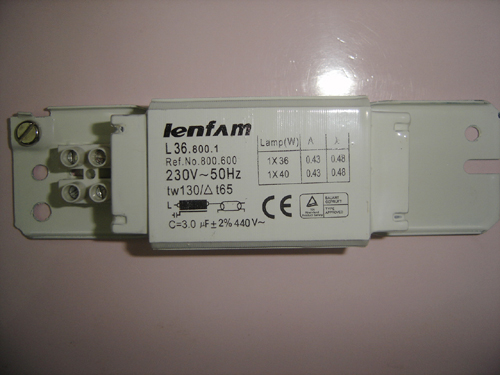 lenfam
L36.800.1
Ref.No.800.600
230V~50Hz
tw130/△t65
L
C=3.0 µF±2% 440V~
Lamp(W) A λ
1X36 0.43 0.48
1X40 0.43 0.48
CE